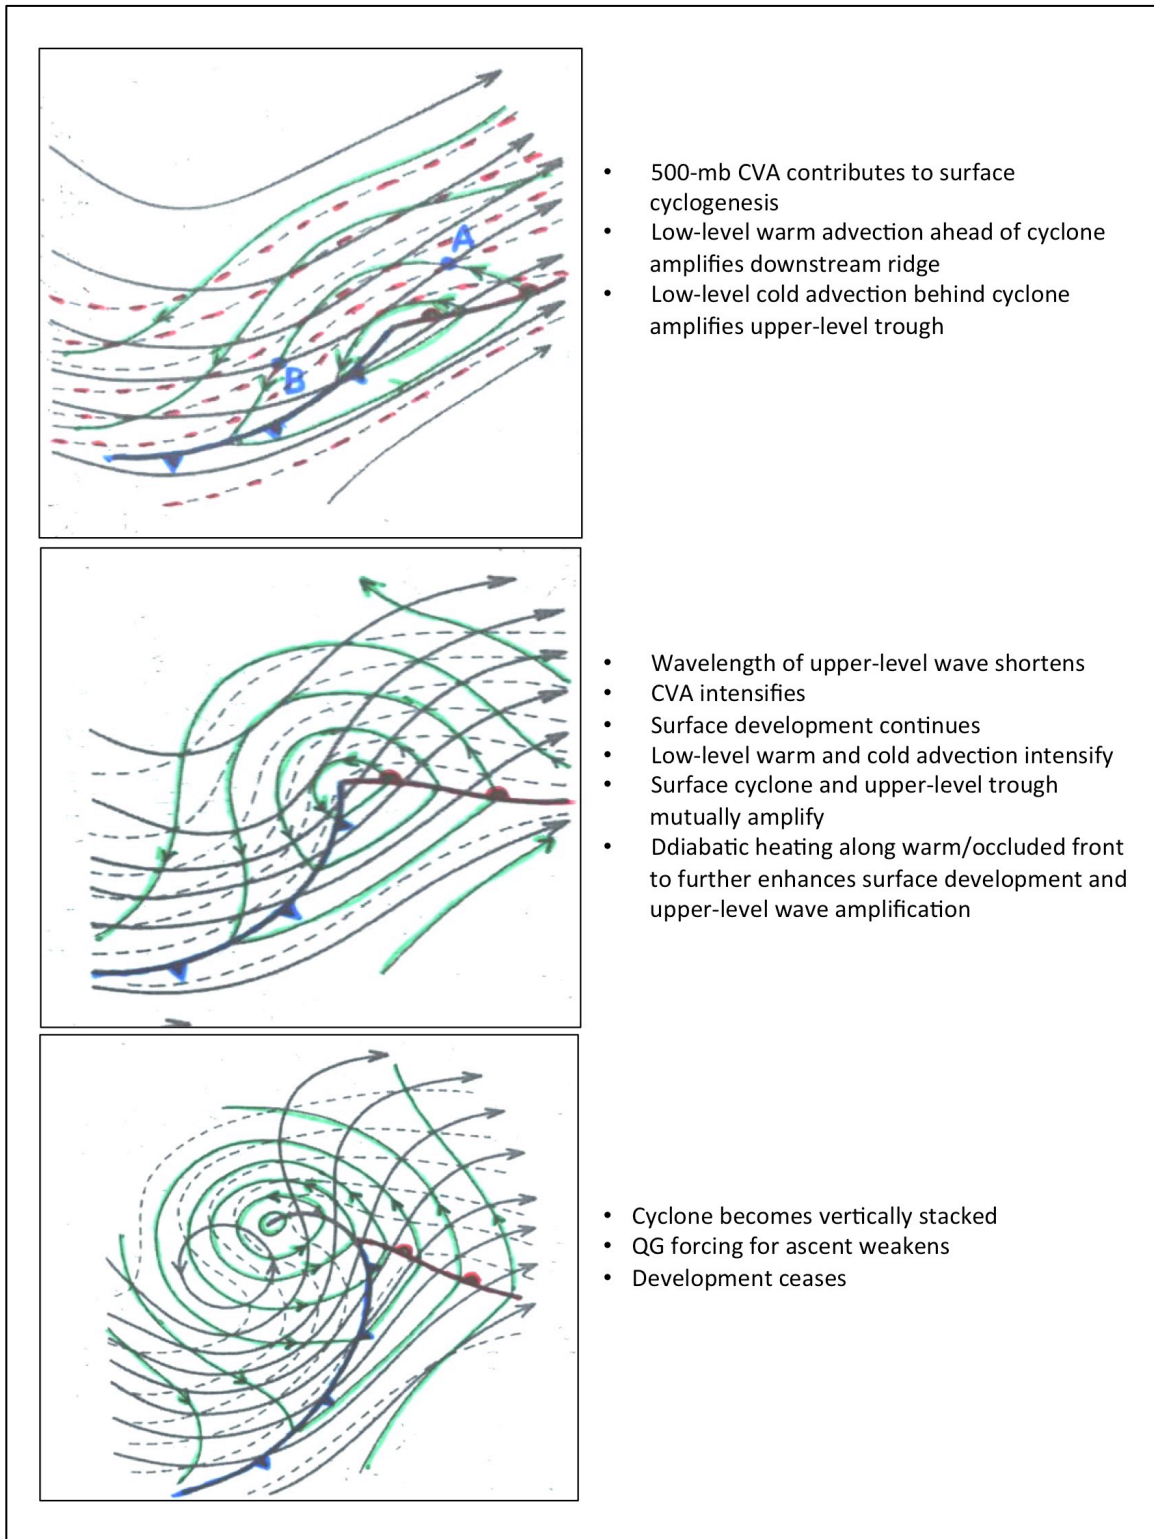 A
B
• 500-mb CVA contributes to surface
cyclogenesis
• Low-level warm advection ahead of cyclone
amplifies downstream ridge
• Low-level cold advection behind cyclone
amplifies upper-level trough
• Wavelength of upper-level wave shortens
• CVA intensifies
• Surface development continues
• Low-level warm and cold advection intensify
• Surface cyclone and upper-level trough
mutually amplify
• Ddiabatic heating along warm/occluded front
to further enhances surface development and
upper-level wave amplification
• Cyclone becomes vertically stacked
• QG forcing for ascent weakens
• Development ceases